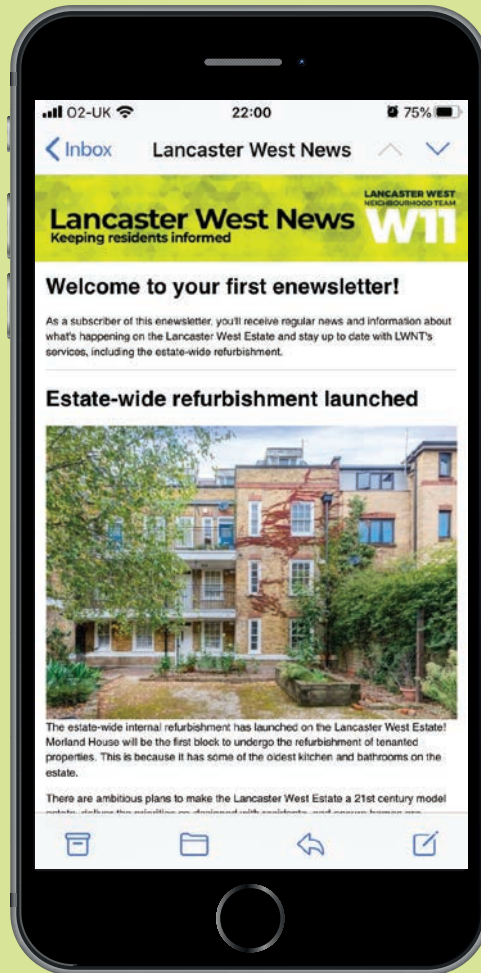 O2-UK 22:00 75%
Inbox Lancaster West News
LANCASTER WEST
NEIGHBOURHOOD TEAM
W11
Lancaster West News
Keeping residents informed
Welcome to your first enewsletter!
As a subscriber of this enewsletter, you'll receive regular news and information about
what's happening on the Lancaster West Estate and stay up to date with LWNT's
services, including the estate-wide refurbishment.
Estate-wide refurbishment launched
The estate-wide internal refurbishment has launched on the Lancaster West Estate!
Morland House will be the first block to undergo the refurbishment of tenanted
properties. This is because it has some of the oldest kitchen and bathrooms on the
estate.
There are ambitious plans to make the Lancaster West Estate a 21st century model